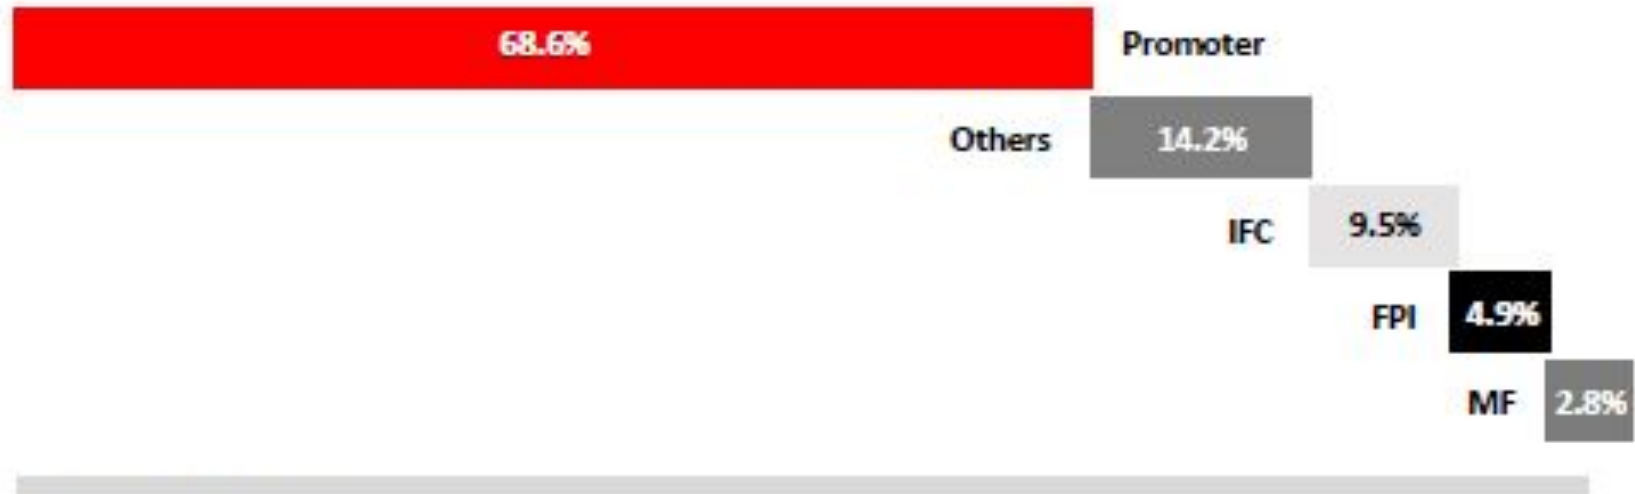 68.6% Promoter
Others 14.2%
IFC 9.5%
FPI 4.9%
MF 2.8%